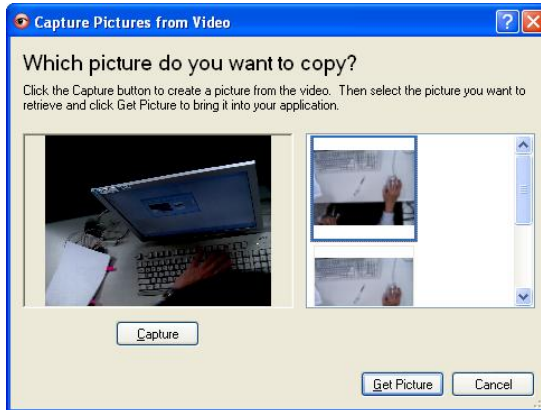 Capture Pictures from Video
Which picture do you want to copy?
Click the Capture button to create a picture from the video. Then select the picture you want to
retrieve and click Get Picture to bring it into your application.
Capture
Get Picture
Cancel